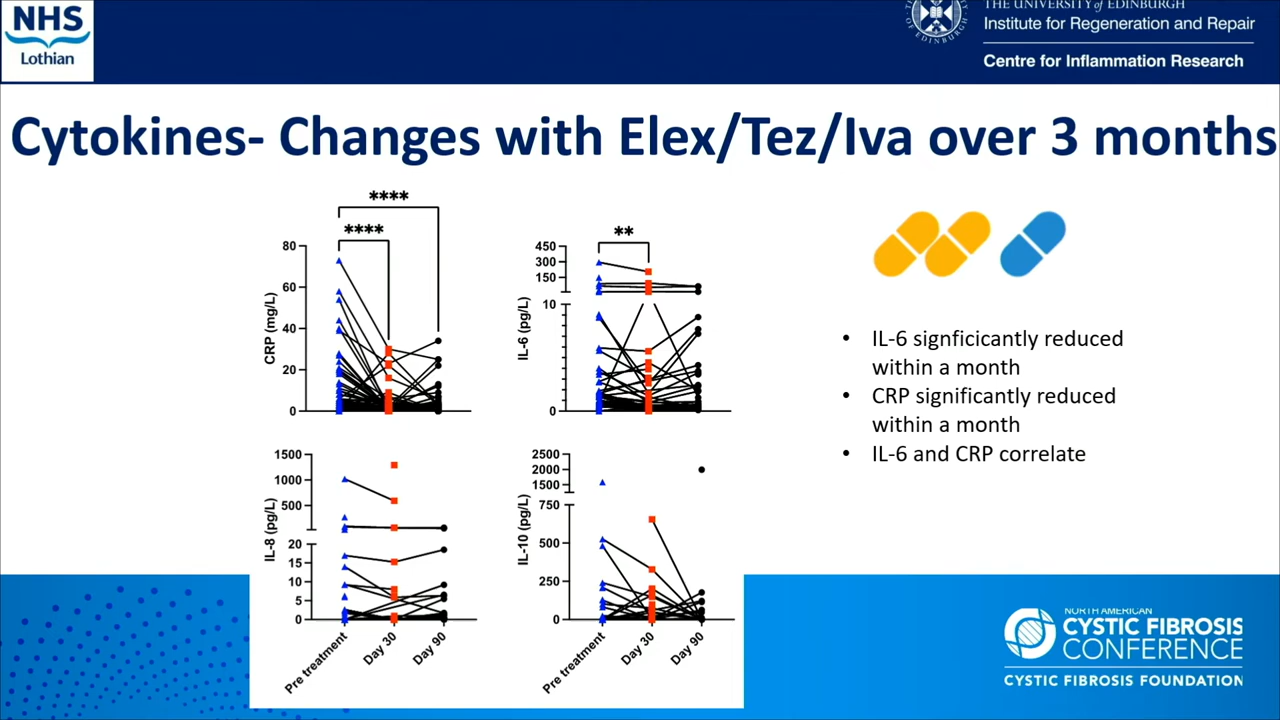 NHS
Lothian
THE UNIVERSITY of EDINBURGH
Institute for Regeneration and Repair
Centre for Inflammation Research
Cytokines- Changes with Elex/Tez/Iva over 3 months
****
****
80
60
40
20
0
CRP (mg/L)
**
450
300
150
10
0
IL-6 (pg/L)
• IL-6 signficicantly reduced
within a month
• CRP significantly reduced
within a month
• IL-6 and CRP correlate
1500
1000
500
20
15
10
5
0
IL-8 (pg/L)
Pre treatment
Day 30
Day 90
2500
2000
1500
750
500
250
0
IL-10 (pg/L)
Pre treatment
Day 30
Day 90
NORTH AMERICAN
CYSTIC FIBROSIS
CONFERENCE
CYSTIC FIBROSIS FOUNDATION